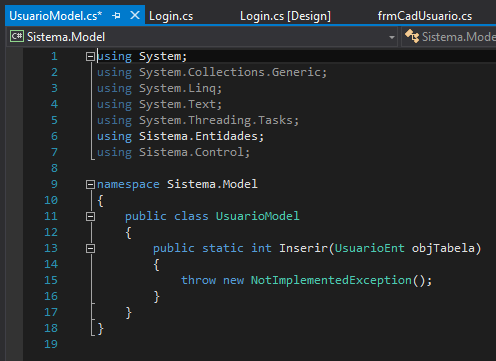 UsuarioModel.cs* Login.cs Login.cs [Design] frmCadUsuario.cs
C# Sistema.Model Sistema.Model
1 using System;
2 using System.Collections.Generic;
3 using System.Linq;
4 using System.Text;
5 using System.Threading.Tasks;
6 using Sistema.Entidades;
7 using Sistema.Control;
8
9 namespace Sistema.Model
10 {
11 public class UsuarioModel
12 {
13 public static int Inserir(UsuarioEnt objTabela)
14 {
15 throw new NotImplementedException();
16 }
17 }
18 }
19